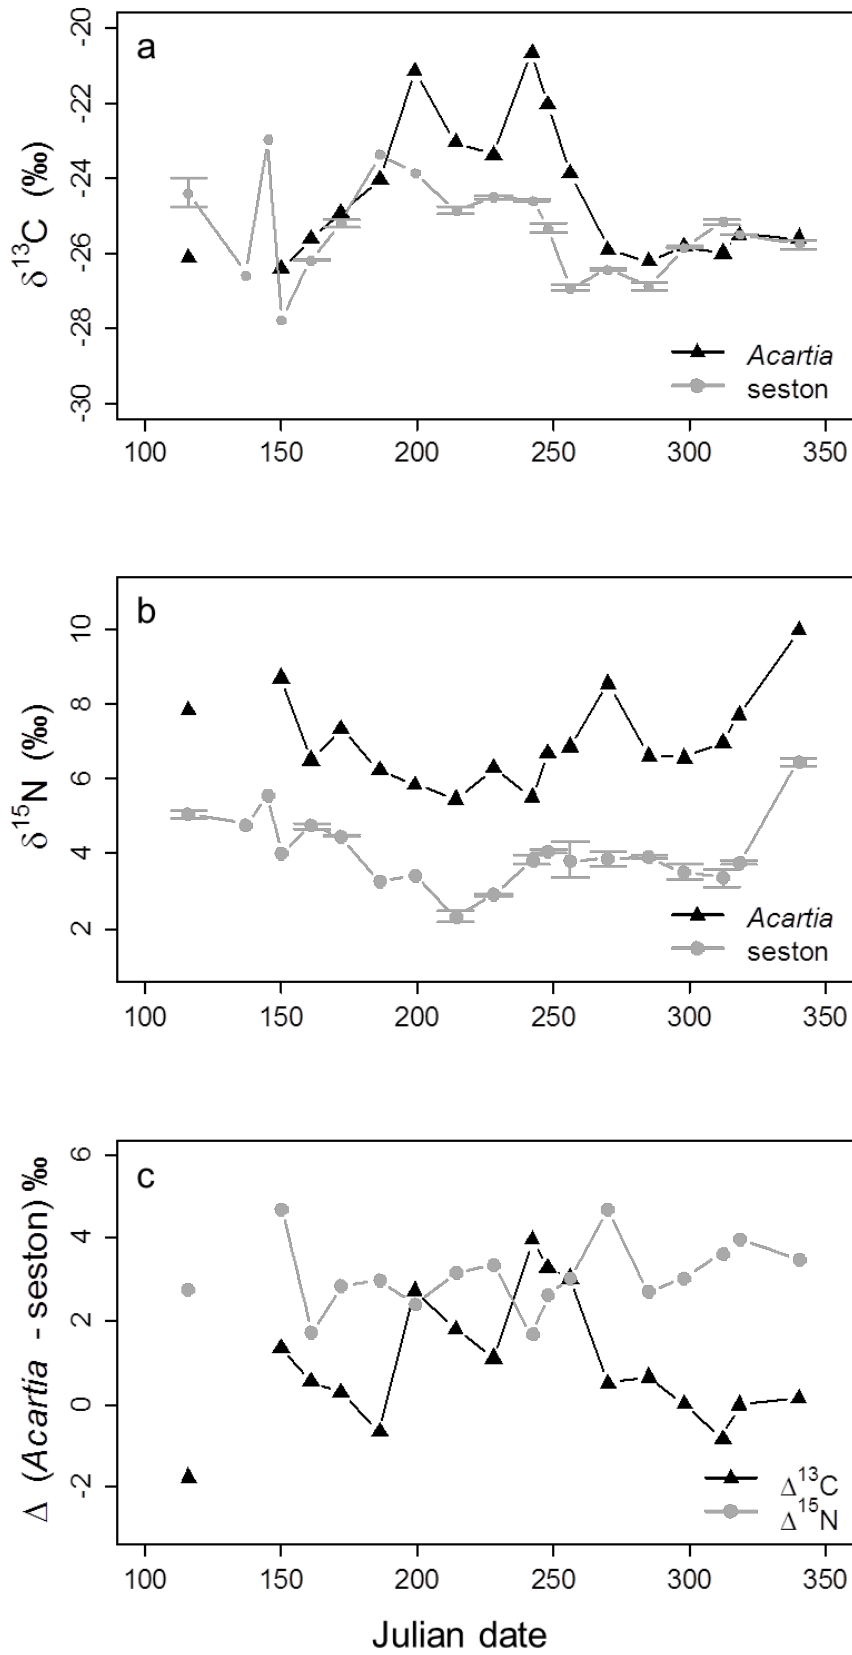 a
δ13C (‰)
-20
-22
-24
-26
-28
-30
Acartia
seston
100 150 200 250 300 350
b
δ15N (‰)
10
8
6
4
2
Acartia
seston
100 150 200 250 300 350
c
Δ (Acartia - seston) ‰
6
4
2
0
-2
Δ13C
Δ15N
100 150 200 250 300 350
Julian date